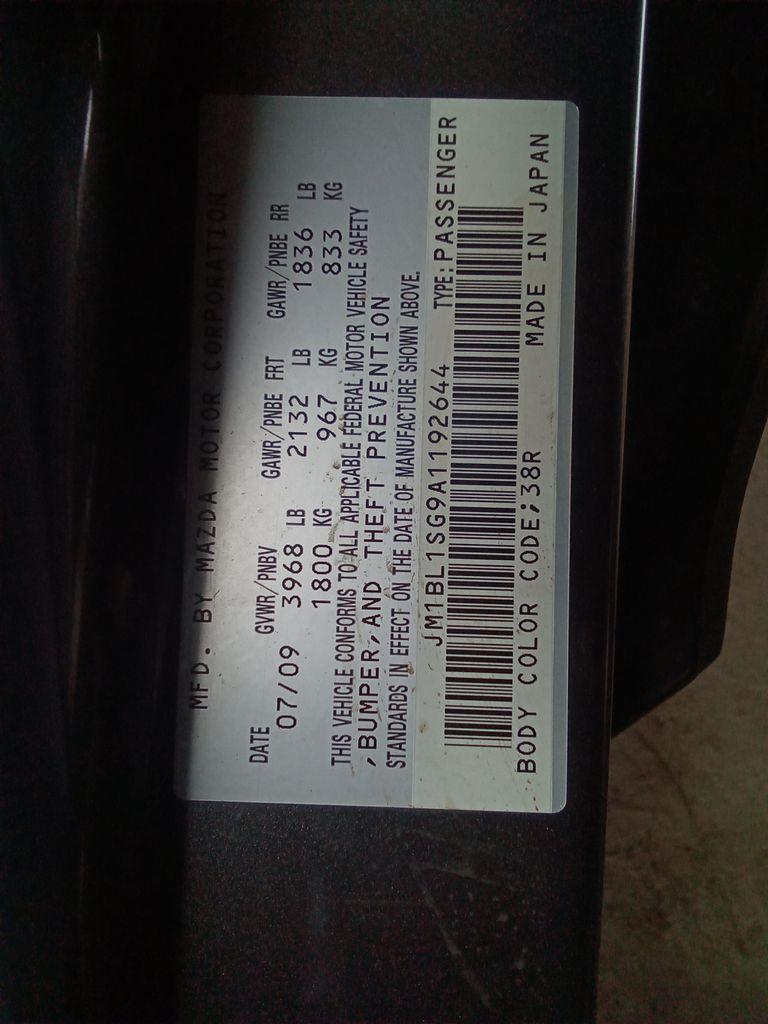 MFD. BY MAZDA MOTOR CORPORATION
DATE GVWR/PNBV GAWR/PNBE FRT GAWR/PNBE RR
07/09 3968 LB 2132 LB 1836 LB
1800 KG 967 KG 833 KG
THIS VEHICLE CONFORMS TO ALL APPLICABLE FEDERAL MOTOR VEHICLE SAFETY
,BUMPER,AND THEFT PREVENTION
STANDARDS IN EFFECT ON THE DATE OF MANUFACTURE SHOWN ABOVE.
JM1BL1SG9A1192644 TYPE:PASSENGER
BODY COLOR CODE;38R MADE IN JAPAN